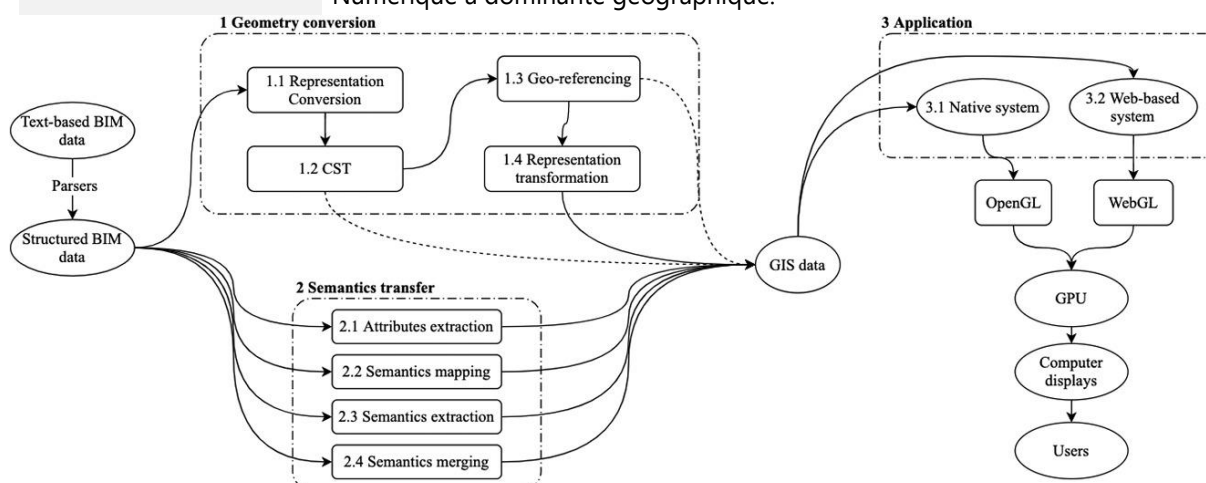 Numérique à dominante géographique.
1 Geometry conversion
3 Application
1.1 Representation
Conversion
1.3 Geo-referencing
3.1 Native system
3.2 Web-based
system
Text-based BIM
data
1.2 CST
1.4 Representation
transformation
Parsers
OpenGL
WebGL
Structured BIM
data
GIS data
2 Semantics transfer
GPU
2.1 Attributes extraction
2.2 Semantics mapping
Computer
displays
2.3 Semantics extraction
2.4 Semantics merging
Users